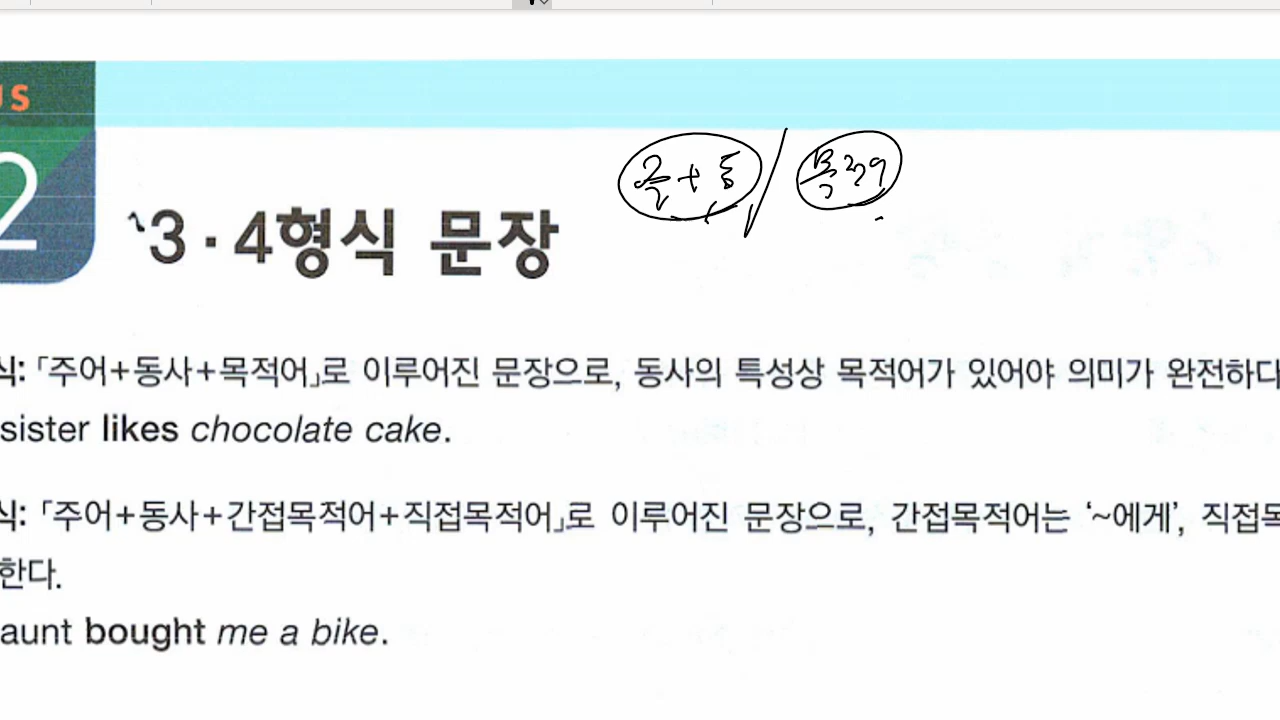 US
주+동/목적어
2
3·4형식 문장
식: 「주어+동사+목적어」로 이루어진 문장으로, 동사의 특성상 목적어가 있어야 의미가 완전하다
sister likes chocolate cake.
식: 「주어+동사+간접목적어+직접목적어」로 이루어진 문장으로, 간접목적어는 ‘~에게’, 직접목
한다.
aunt bought me a bike.